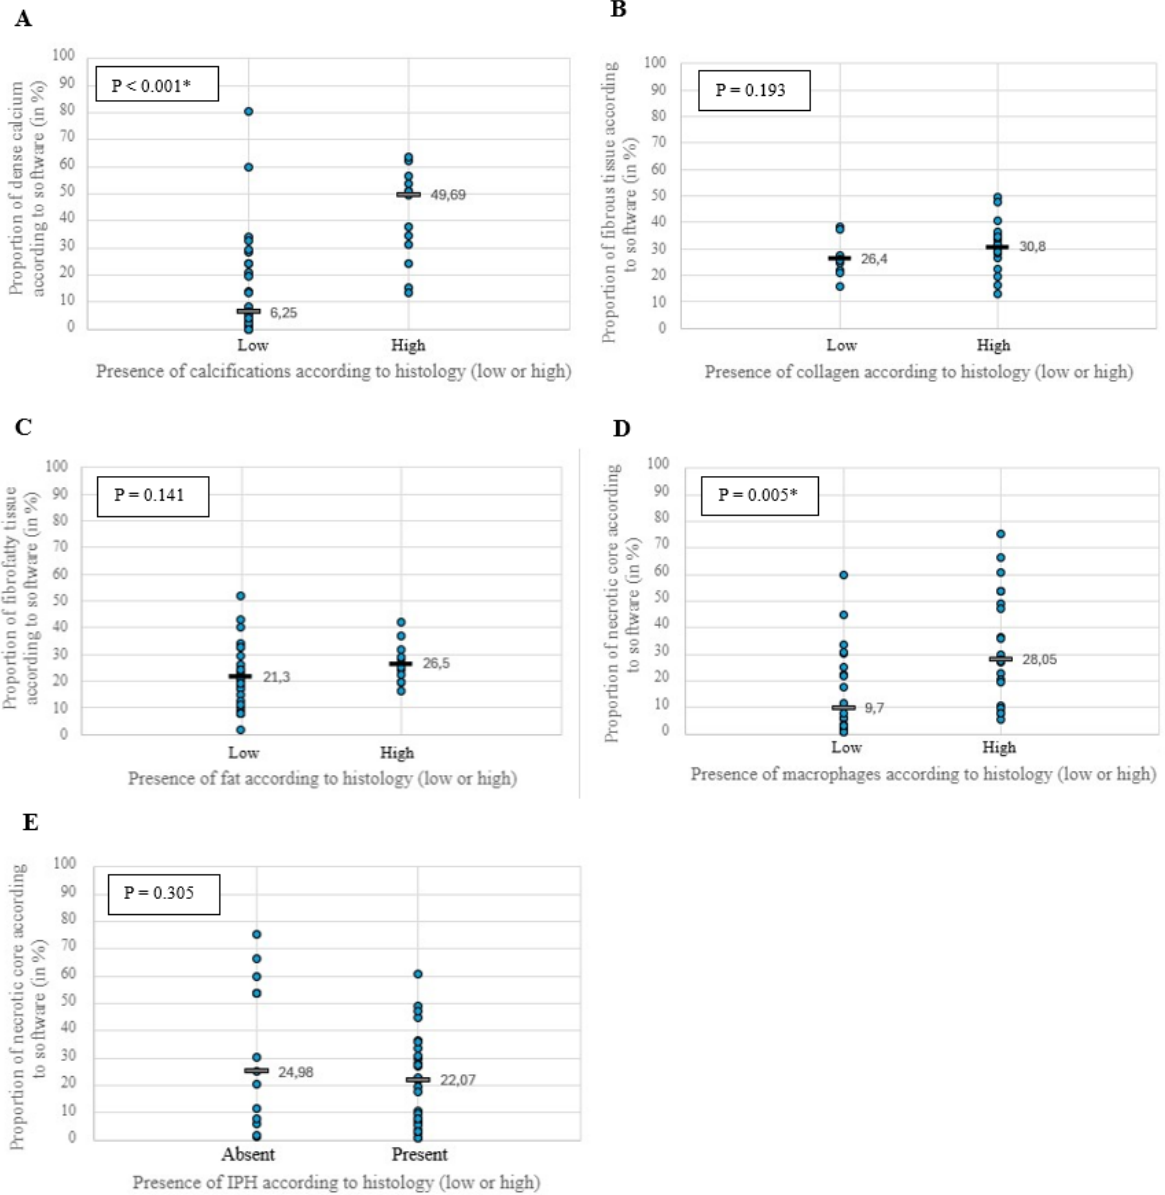 A
P < 0.001*
Proportion of dense calcium
according to software (in %)
100
90
80
70
60
50
40
30
20
10
0
49,69
6,25
Low
High
Presence of calcifications according to histology (low or high)
B
P = 0.193
Proportion of fibrous tissue according
to software (in %)
100
90
80
70
60
50
40
30
20
10
0
26,4
30,8
Low
High
Presence of collagen according to histology (low or high)
C
P = 0.141
Proportion of fibrofatty tissue
according to software (in %)
100
90
80
70
60
50
40
30
20
10
0
21,3
26,5
Low
High
Presence of fat according to histology (low or high)
D
P = 0.005*
Proportion of necrotic core according
to software (in %)
100
90
80
70
60
50
40
30
20
10
0
9,7
28,05
Low
High
Presence of macrophages according to histology (low or high)
E
P = 0.305
Proportion of necrotic core according
to software (in %)
100
90
80
70
60
50
40
30
20
10
0
24,98
22,07
Absent
Present
Presence of IPH according to histology (low or high)